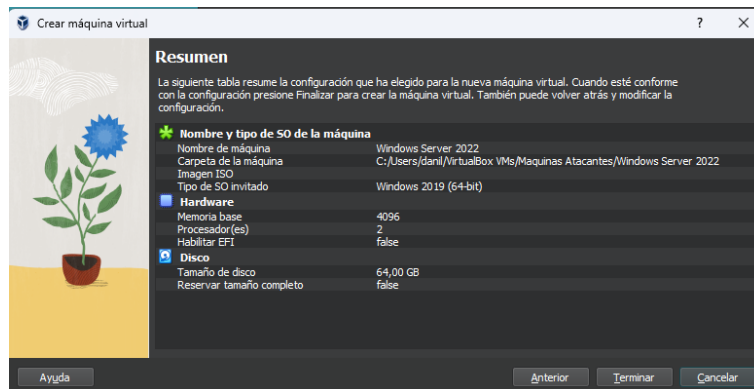 Crear máquina virtual
?
Resumen
La siguiente tabla resume la configuración que ha elegido para la nueva máquina virtual. Cuando esté conforme
con la configuración presione Finalizar para crear la máquina virtual. También puede volver atrás y modificar la
configuración.
Nombre y tipo de SO de la máquina
Nombre de máquina Windows Server 2022
Carpeta de la máquina C:/Users/danil/VirtualBox VMs/Maquinas Atacantes/Windows Server 2022
Imagen ISO
Tipo de SO invitado Windows 2019 (64-bit)
Hardware
Memoria base 4096
Procesador(es) 2
Habilitar EFI false
Disco
Tamaño de disco 64,00 GB
Reservar tamaño completo false
Ayuda Anterior Terminar Cancelar